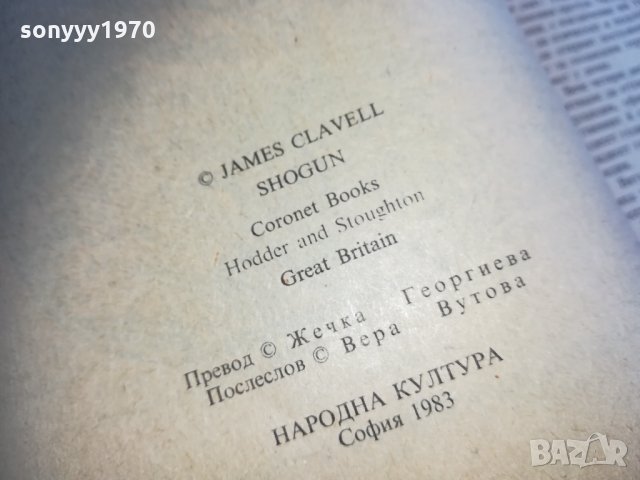 sonyyy1970
© JAMES CLAVELL
SHOGUN
Coronet Books
Hodder and Stoughton
Great Britain
Превод © Жечка Георгиева
Послеслов © Вера Вутова
НАРОДНА КУЛТУРА
София 1983
BAZAR